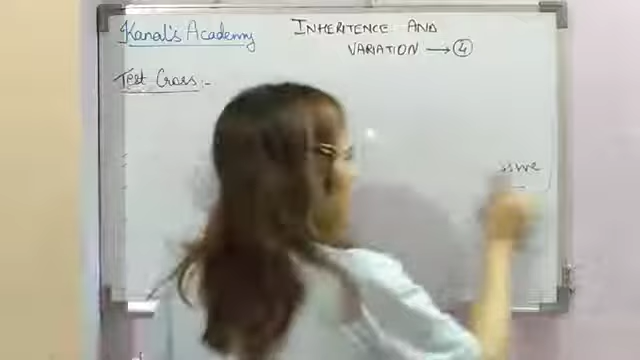 Kanal's Academy
INHERITENCE AND
VARIATION → 4
Test Cross :-